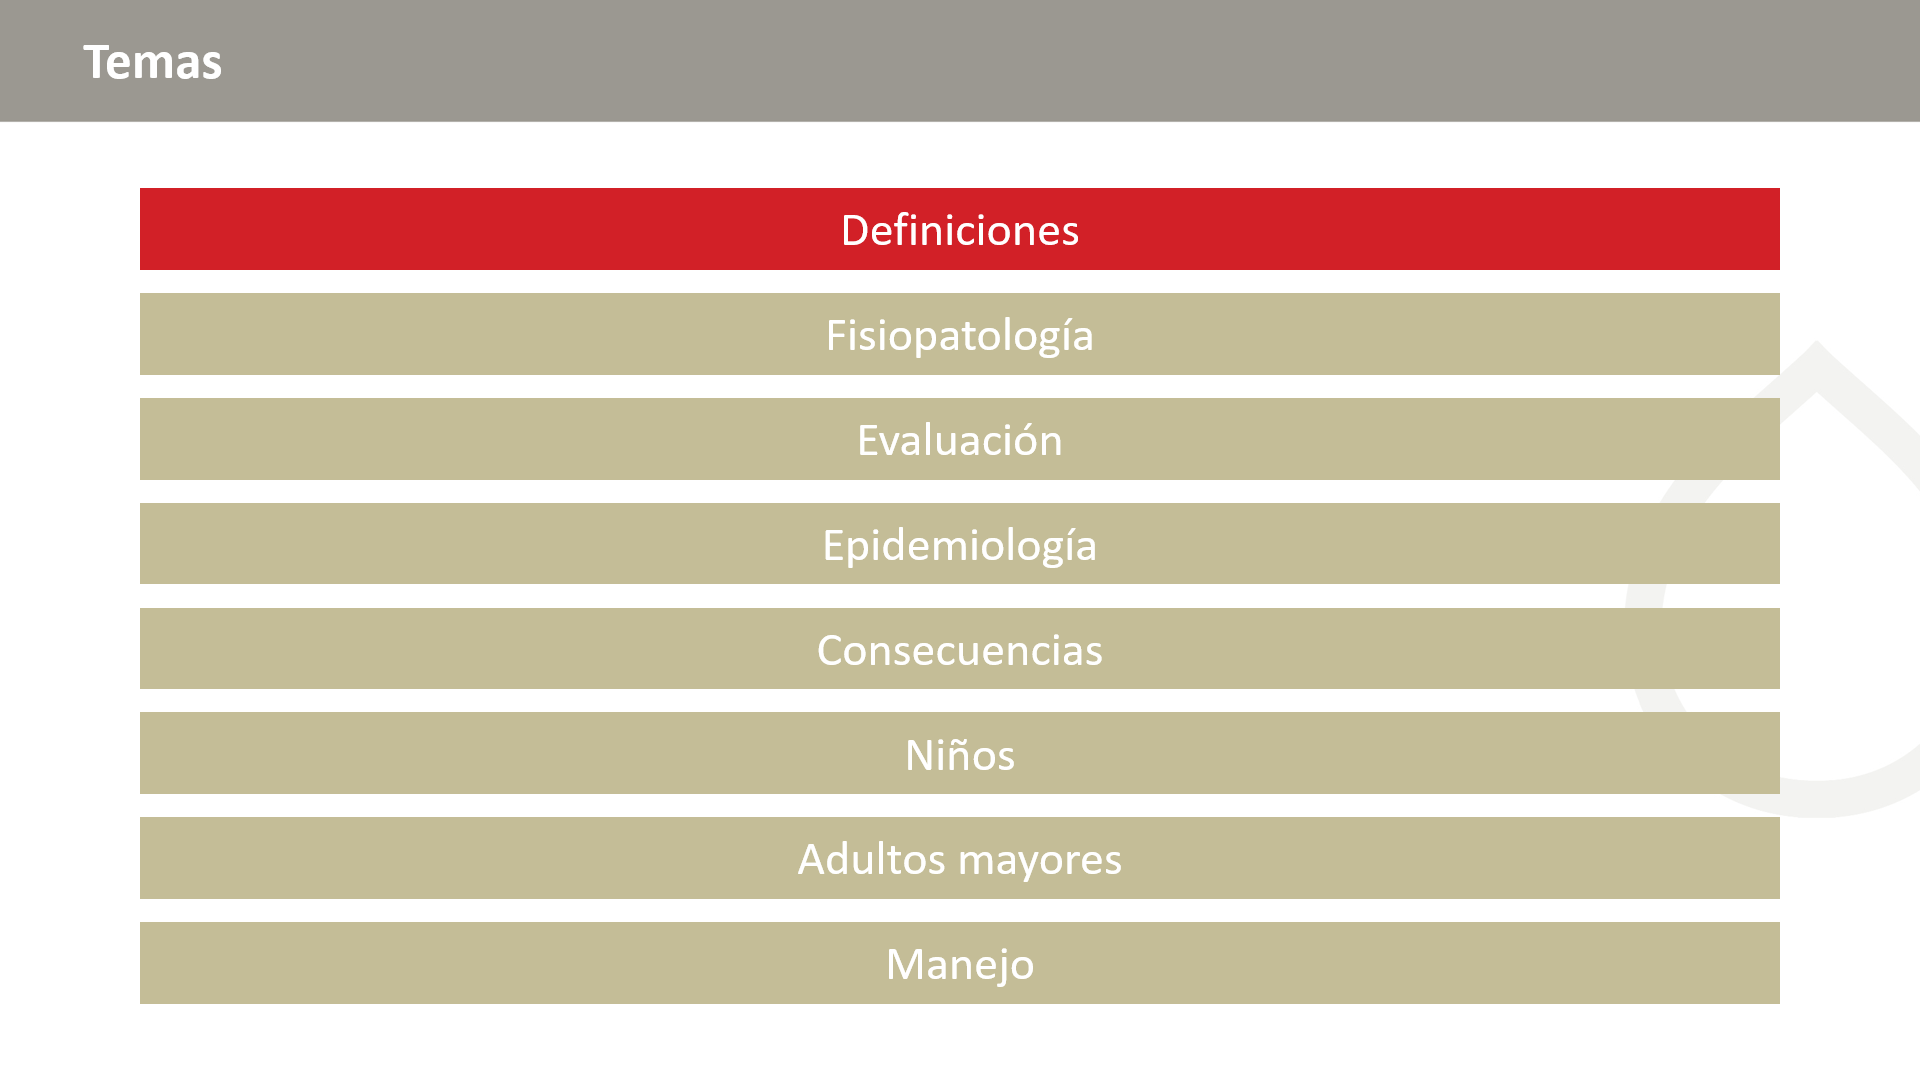 Temas
Definiciones
Fisiopatología
Evaluación
Epidemiología
Consecuencias
Niños
Adultos mayores
Manejo